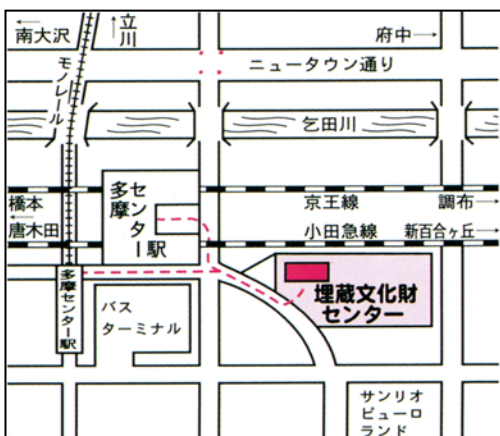 南大沢
立川
府中
モノレール
ニュータウン通り
乞田川
多摩
センター駅
橋本
唐木田
京王線
調布
小田急線
新百合ヶ丘
多摩センター駅
バス
ターミナル
埋蔵文化財
センター
サンリオ
ピューロ
ランド